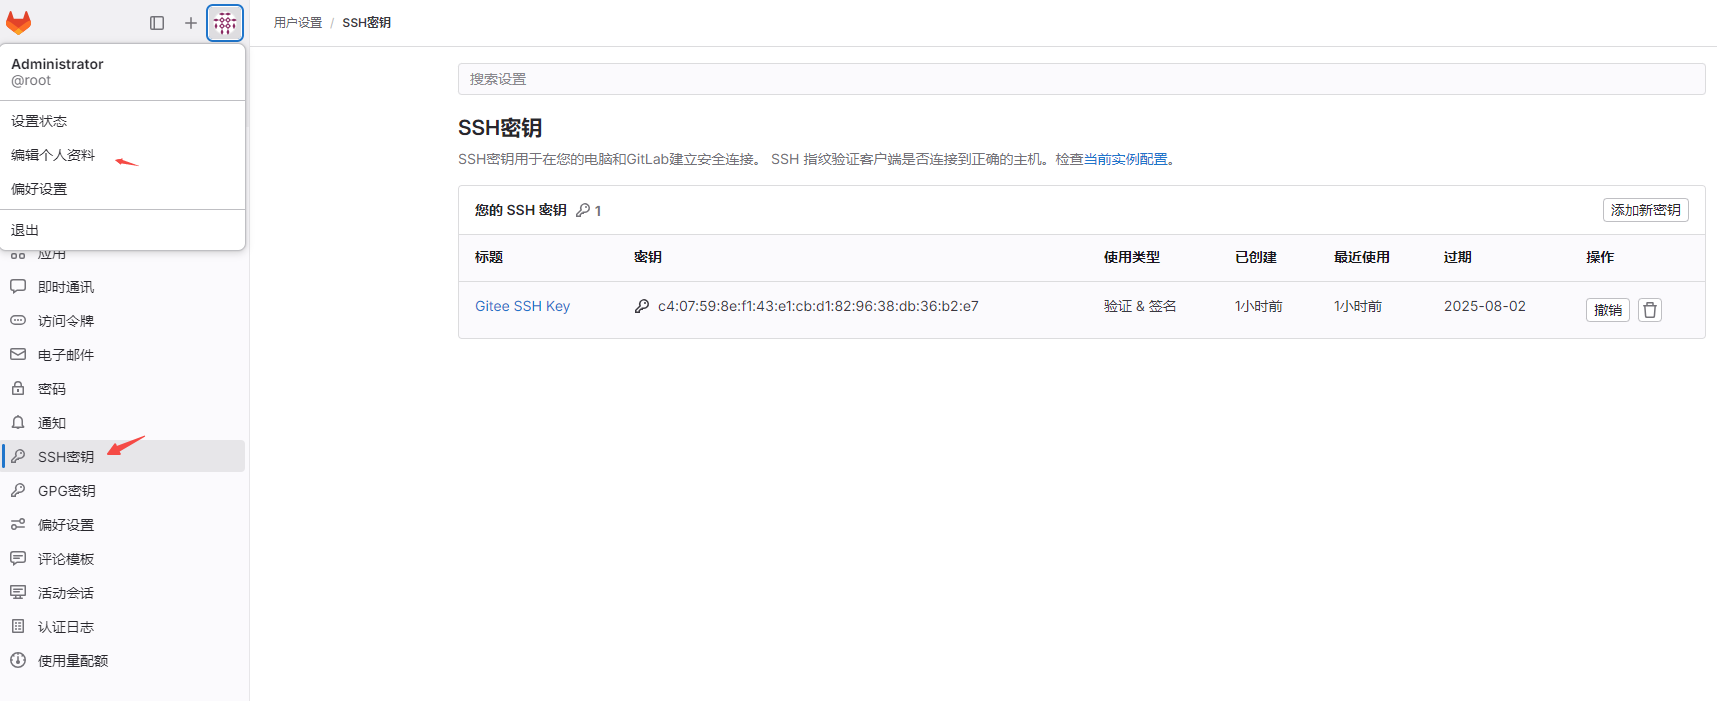 用户设置 / SSH密钥
Administrator
@root
设置状态
编辑个人资料
偏好设置
退出
应用
即时通讯
访问令牌
电子邮件
密码
通知
SSH密钥
GPG密钥
偏好设置
评论模板
活动会话
认证日志
使用量配额
搜索设置
SSH密钥
SSH密钥用于在您的电脑和GitLab建立安全连接。 SSH 指纹验证客户端是否连接到正确的主机。检查当前实例配置。
您的 SSH 密钥 1 添加新密钥
标题 密钥 使用类型 已创建 最近使用 过期 操作
Gitee SSH Key c4:07:59:8e:f1:43:e1:cb:d1:82:96:38:db:36:b2:e7 验证 & 签名 1小时前 1小时前 2025-08-02 撤销